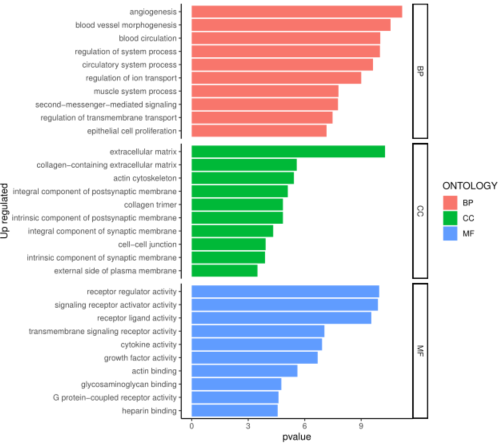 angiogenesis
blood vessel morphogenesis
blood circulation
regulation of system process
circulatory system process
regulation of ion transport
muscle system process
second−messenger−mediated signaling
regulation of transmembrane transport
epithelial cell proliferation
BP
extracellular matrix
collagen−containing extracellular matrix
actin cytoskeleton
integral component of postsynaptic membrane
collagen trimer
intrinsic component of postsynaptic membrane
integral component of synaptic membrane
cell−cell junction
intrinsic component of synaptic membrane
external side of plasma membrane
CC
receptor regulator activity
signaling receptor activator activity
receptor ligand activity
transmembrane signaling receptor activity
cytokine activity
growth factor activity
actin binding
glycosaminoglycan binding
G protein−coupled receptor activity
heparin binding
MF
0 3 6 9
pvalue
Up regulated
ONTOLOGY
BP
CC
MF